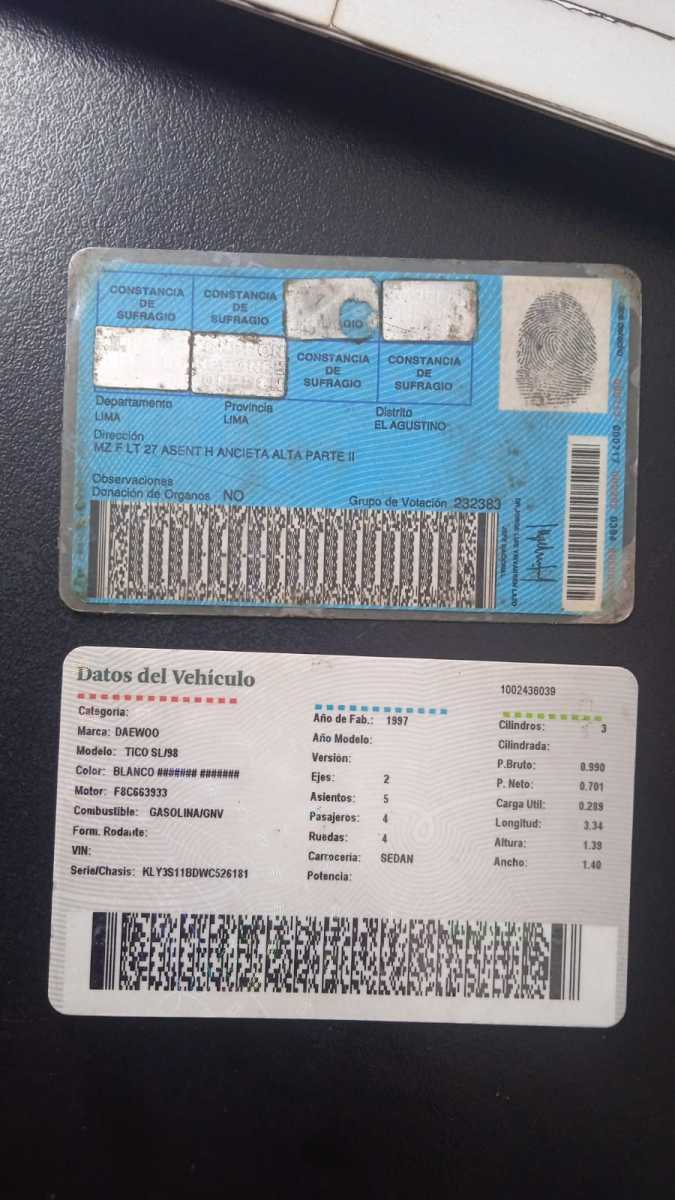 CONSTANCIA
DE
SUFRAGIO
CONSTANCIA
DE
SUFRAGIO
GIO
CONSTANCIA
DE
SUFRAGIO
CONSTANCIA
DE
SUFRAGIO
Departamento
LIMA
Provincia
LIMA
Distrito
EL AGUSTINO
Dirección
MZ F LT 27 ASENT H ANCIETA ALTA PARTE II
Observaciones
Donación de Organos NO
Grupo de Votación 232383
Datos del Vehículo
1002436039
Categoria:
Marca: DAEWOO
Modelo: TICO SL/98
Color: BLANCO ####### #######
Motor: F8C663933
Combustible: GASOLINA/GNV
Form. Rodante:
VIN:
Serie/Chasis: KLY3S11BDWC526181
Año de Fab.: 1997
Año Modelo:
Versión:
Ejes: 2
Asientos: 5
Pasajeros: 4
Ruedas: 4
Carrocería: SEDAN
Potencia:
Cilindros: 3
Cilindrada:
P.Bruto: 0.990
P. Neto: 0.701
Carga Util: 0.289
Longitud: 3.34
Altura: 1.39
Ancho: 1.40